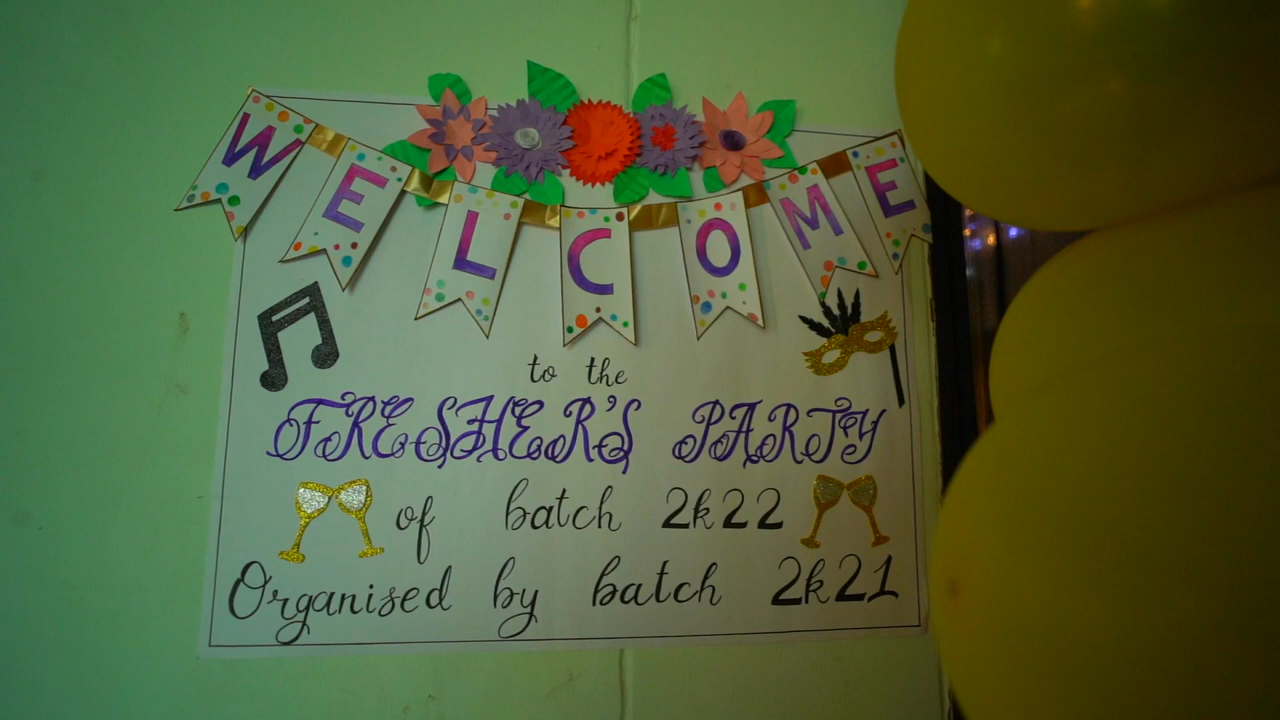 WELCOME
to the
FRESHER'S PARTY
of batch 2k22
Organised by batch 2k21